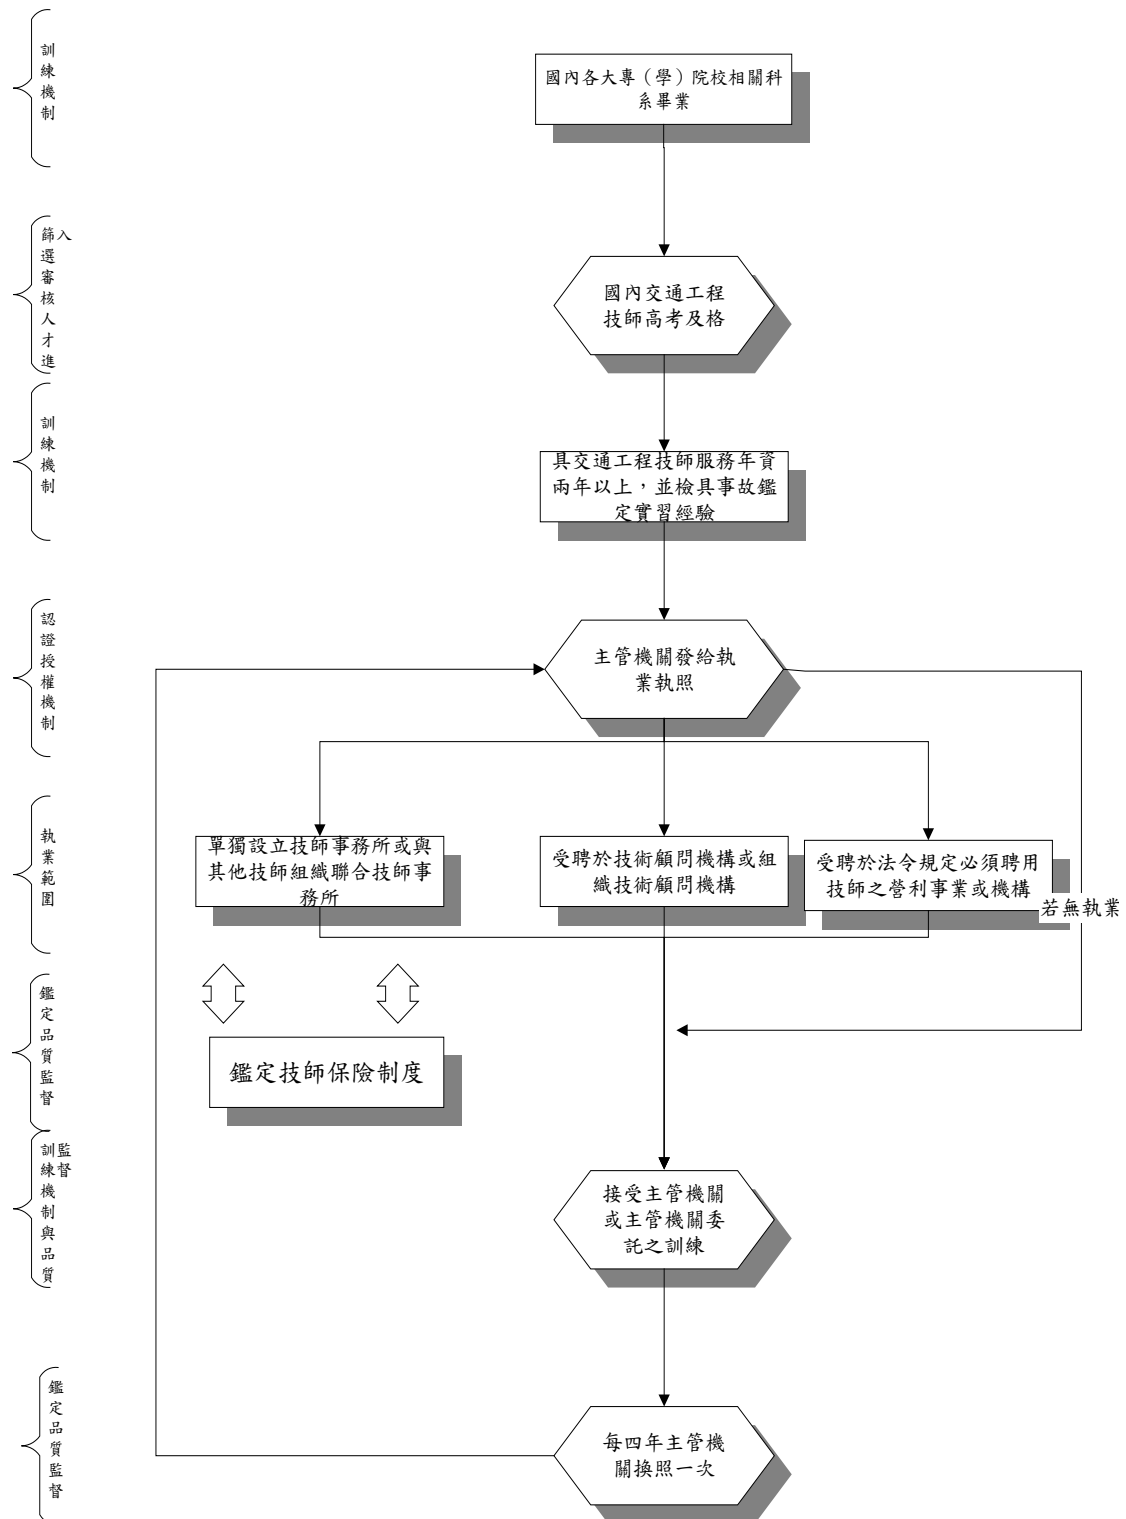 訓練機制
國內各大專（學）院校相關科
系畢業
篩選審核人才進
入
國內交通工程
技師高考及格
訓練機制
具交通工程技師服務年資
兩年以上，並檢具事故鑑
定實習經驗
認證授權機制
主管機關發給執
業執照
執業範圍
單獨設立技師事務所或與
其他技師組織聯合技師事
務所
受聘於技術顧問機構或組
織技術顧問機構
受聘於法令規定必須聘用
技師之營利事業或機構
若無執業
鑑定品質監督
鑑定技師保險制度
訓練機制與品質
監督
接受主管機關
或主管機關委
託之訓練
鑑定品質監督
每四年主管機
關換照一次